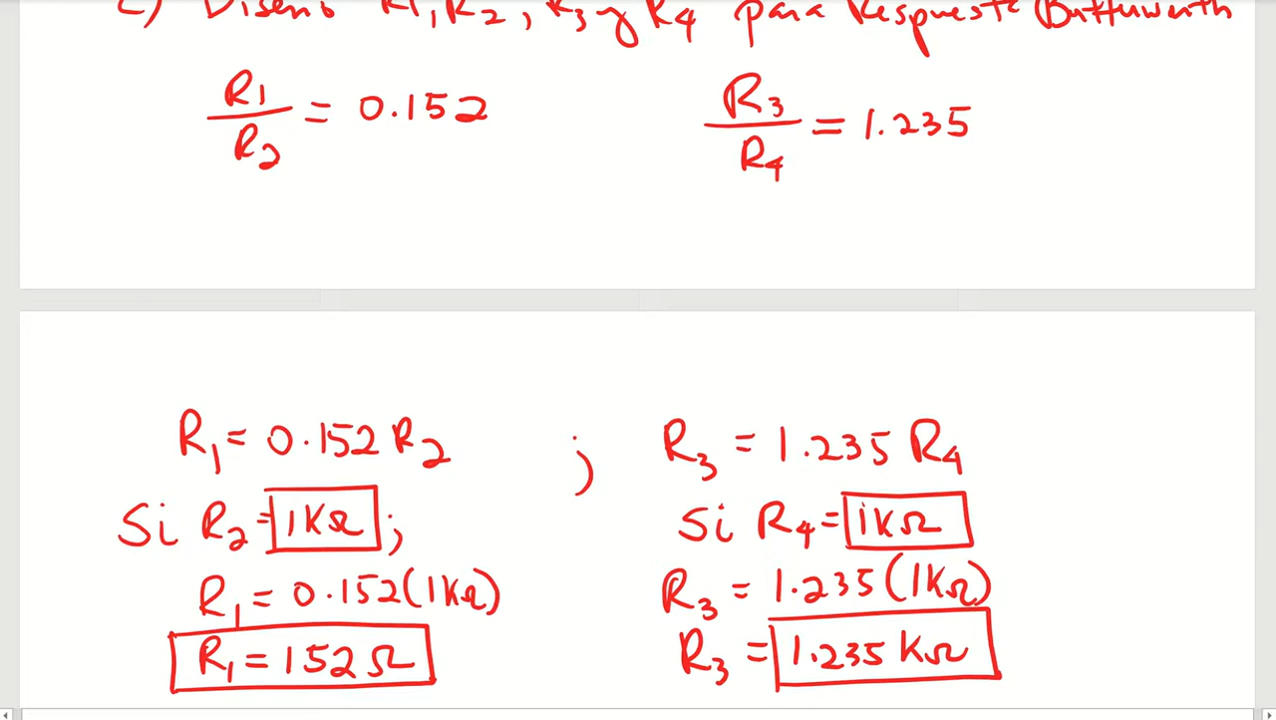 c) Diseño R1, R2, R3 y R4 para Respuesta Butterworth
R1/R2 = 0.152
R3/R4 = 1.235
R1 = 0.152 R2 ; R3 = 1.235 R4
Si R2 = 1KΩ ; Si R4 = 1KΩ
R1 = 0.152(1KΩ) R3 = 1.235(1KΩ)
R1 = 152Ω R3 = 1.235 KΩ